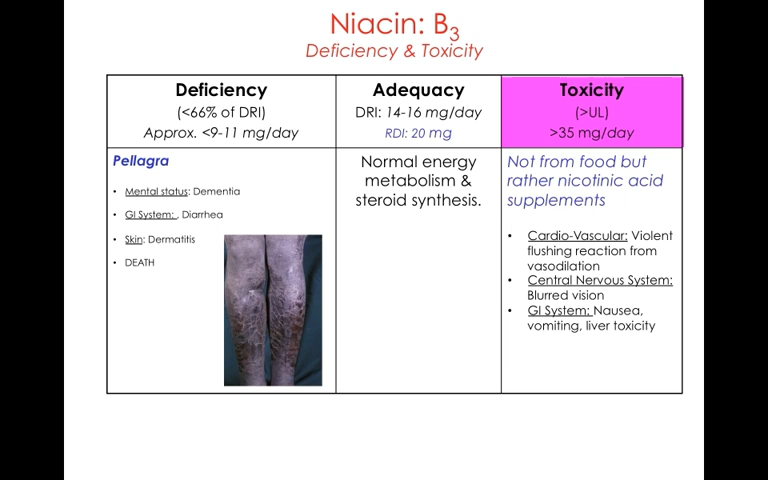 Niacin: B3
Deficiency & Toxicity
Deficiency
(<66% of DRI)
Approx. <9-11 mg/day
Adequacy
DRI: 14-16 mg/day
RDI: 20 mg
Toxicity
(>UL)
>35 mg/day
Pellagra
• Mental status: Dementia
• GI System: , Diarrhea
• Skin: Dermatitis
• DEATH
Normal energy
metabolism &
steroid synthesis.
Not from food but
rather nicotinic acid
supplements
• Cardio-Vascular: Violent
flushing reaction from
vasodilation
• Central Nervous System:
Blurred vision
• GI System: Nausea,
vomiting, liver toxicity